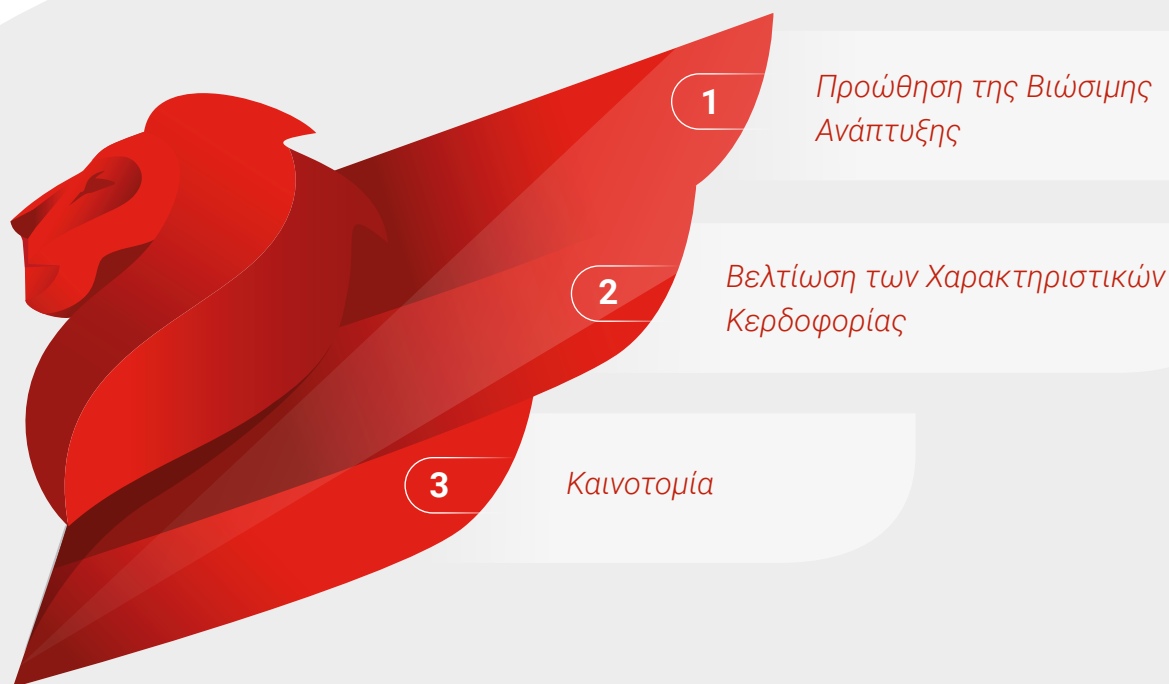 1
Προώθηση της Βιώσιμης
Ανάπτυξης
2
Βελτίωση των Χαρακτηριστικών
Κερδοφορίας
3
Καινοτομία